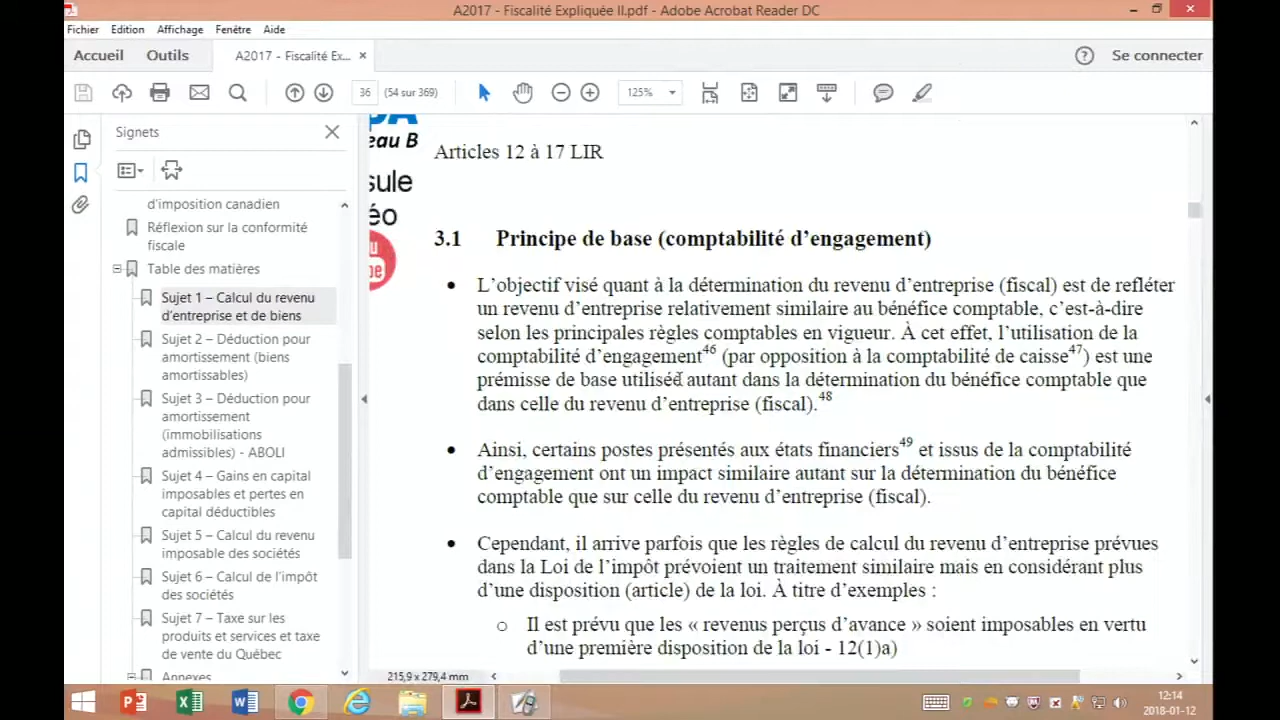 A2017 - Fiscalité Expliquée II.pdf - Adobe Acrobat Reader DC
Fichier Edition Affichage Fenêtre Aide
Accueil Outils A2017 - Fiscalité Ex... × Se connecter
36 (54 sur 369) 125%
Signets
d'imposition canadien
Réflexion sur la conformité
fiscale
Table des matières
Sujet 1 – Calcul du revenu
d'entreprise et de biens
Sujet 2 – Déduction pour
amortissement (biens
amortissables)
Sujet 3 – Déduction pour
amortissement
(immobilisations
admissibles) - ABOLI
Sujet 4 – Gains en capital
imposables et pertes en
capital déductibles
Sujet 5 – Calcul du revenu
imposable des sociétés
Sujet 6 – Calcul de l'impôt
des sociétés
Sujet 7 – Taxe sur les
produits et services et taxe
de vente du Québec
Annexes
eau B
sule
éo
Articles 12 à 17 LIR
3.1 Principe de base (comptabilité d'engagement)
• L'objectif visé quant à la détermination du revenu d'entreprise (fiscal) est de refléter
un revenu d'entreprise relativement similaire au bénéfice comptable, c'est-à-dire
selon les principales règles comptables en vigueur. À cet effet, l'utilisation de la
comptabilité d'engagement46 (par opposition à la comptabilité de caisse47) est une
prémisse de base utilisée autant dans la détermination du bénéfice comptable que
dans celle du revenu d'entreprise (fiscal).48
• Ainsi, certains postes présentés aux états financiers49 et issus de la comptabilité
d'engagement ont un impact similaire autant sur la détermination du bénéfice
comptable que sur celle du revenu d'entreprise (fiscal).
• Cependant, il arrive parfois que les règles de calcul du revenu d'entreprise prévues
dans la Loi de l'impôt prévoient un traitement similaire mais en considérant plus
d'une disposition (article) de la loi. À titre d'exemples :
o Il est prévu que les « revenus perçus d'avance » soient imposables en vertu
d'une première disposition de la loi - 12(1)a)
215,9 x 279,4 mm
12:14
2018-01-12